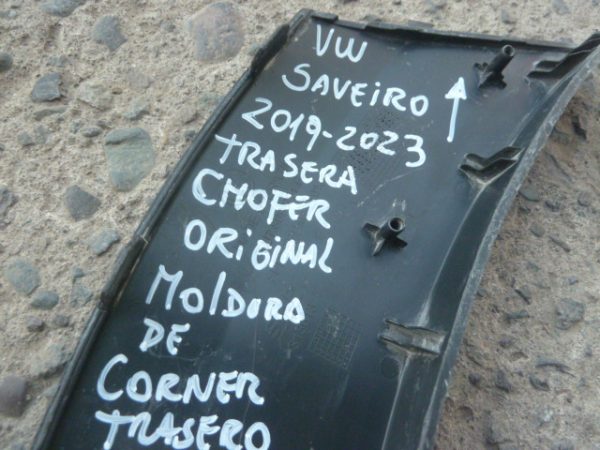 VW
SAVEIRO
2019-2023
TRASERA
CHOFER
ORIGINAL
MOlDURA
DE
CORNER
TRASERO